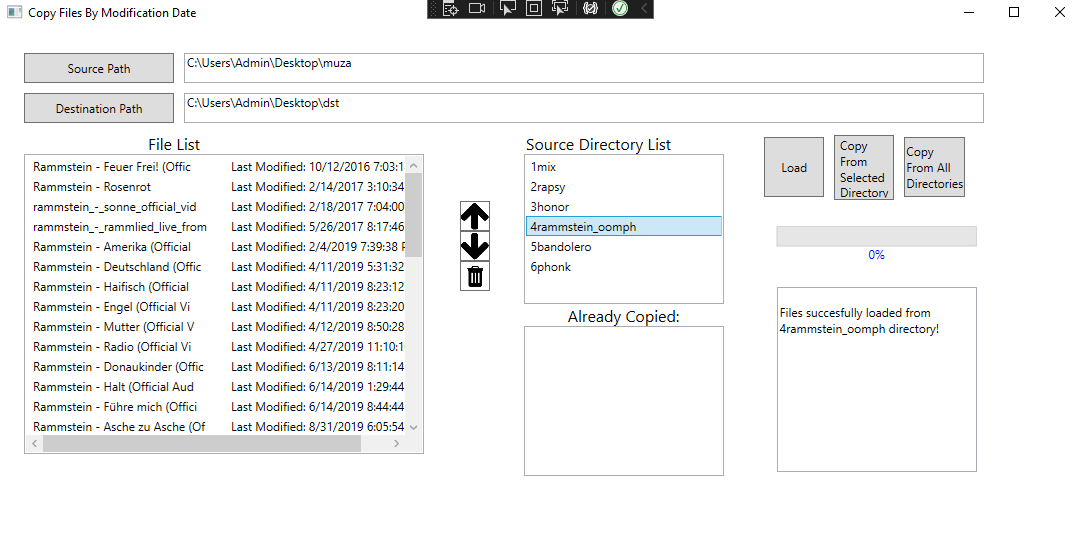 Copy Files By Modification Date
Source Path
C:\Users\Admin\Desktop\muza
Destination Path
C:\Users\Admin\Desktop\dst
File List
Rammstein - Feuer Frei! (Offic Last Modified: 10/12/2016 7:03:1
Rammstein - Rosenrot Last Modified: 2/14/2017 3:10:34
rammstein_-_sonne_official_vid Last Modified: 2/18/2017 7:04:00
rammstein_-_rammlied_live_from Last Modified: 5/26/2017 8:17:46
Rammstein - Amerika (Official Last Modified: 2/4/2019 7:39:38 P
Rammstein - Deutschland (Offic Last Modified: 4/11/2019 5:31:32
Rammstein - Haifisch (Official Last Modified: 4/11/2019 8:23:12
Rammstein - Engel (Official Vi Last Modified: 4/11/2019 8:23:20
Rammstein - Mutter (Official V Last Modified: 4/12/2019 8:50:28
Rammstein - Radio (Official Vi Last Modified: 4/27/2019 11:10:1
Rammstein - Donaukinder (Offic Last Modified: 6/13/2019 8:11:14
Rammstein - Halt (Official Aud Last Modified: 6/14/2019 1:29:44
Rammstein - Führe mich (Offici Last Modified: 6/14/2019 8:44:44
Rammstein - Asche zu Asche (Of Last Modified: 8/31/2019 6:05:54
Source Directory List
1mix
2rapsy
3honor
4rammstein_oomph
5bandolero
6phonk
Already Copied:
Load
Copy
From
Selected
Directory
Copy
From All
Directories
0%
Files succesfully loaded from
4rammstein_oomph directory!